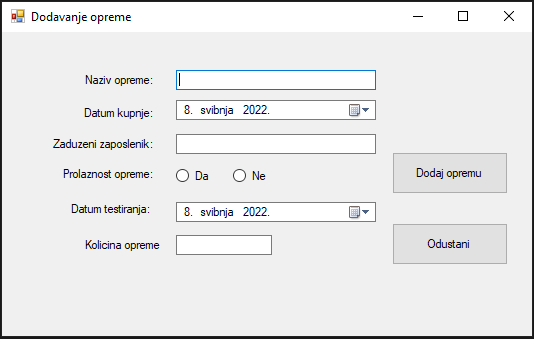 Dodavanje opreme
Naziv opreme:
Datum kupnje: 8. svibnja 2022.
Zaduzeni zaposlenik:
Prolaznost opreme: Da Ne
Dodaj opremu
Datum testiranja: 8. svibnja 2022.
Kolicina opreme
Odustani